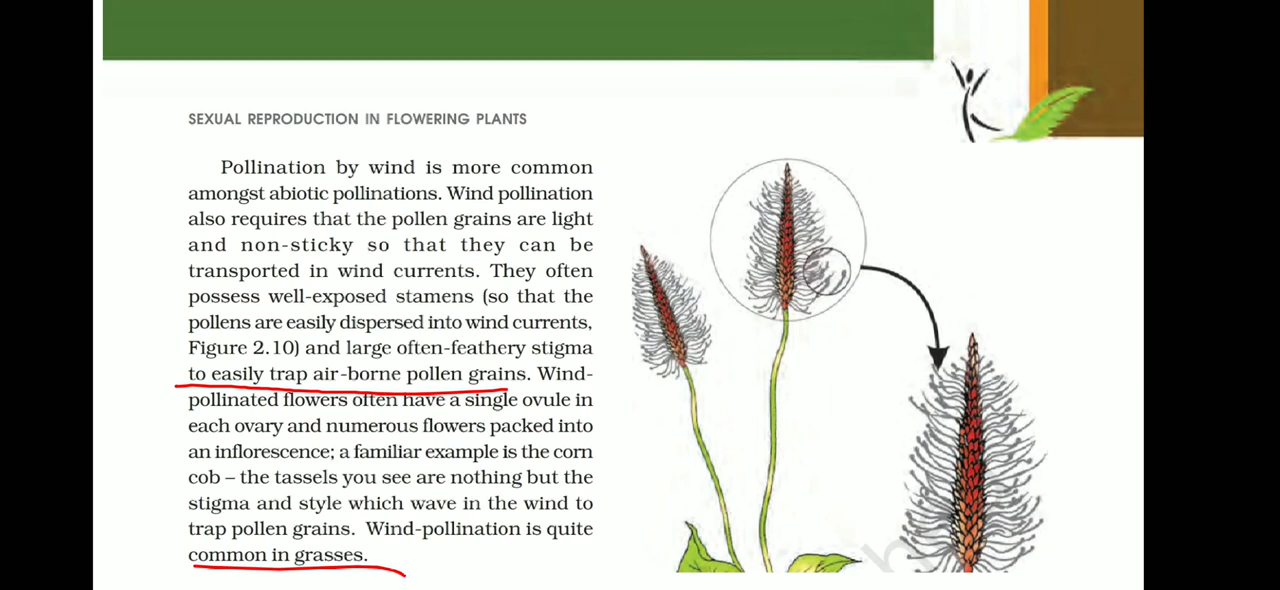 SEXUAL REPRODUCTION IN FLOWERING PLANTS
Pollination by wind is more common
amongst abiotic pollinations. Wind pollination
also requires that the pollen grains are light
and non-sticky so that they can be
transported in wind currents. They often
possess well-exposed stamens (so that the
pollens are easily dispersed into wind currents,
Figure 2.10) and large often-feathery stigma
to easily trap air-borne pollen grains. Wind-
pollinated flowers often have a single ovule in
each ovary and numerous flowers packed into
an inflorescence; a familiar example is the corn
cob – the tassels you see are nothing but the
stigma and style which wave in the wind to
trap pollen grains. Wind-pollination is quite
common in grasses.